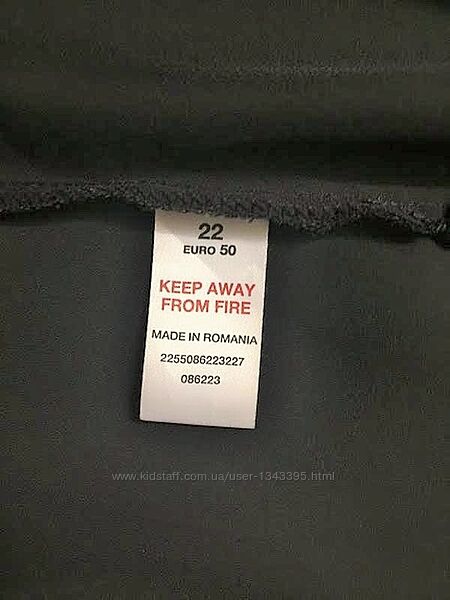 22
EURO 50
KEEP AWAY
FROM FIRE
MADE IN ROMANIA
2255086223227
086223
www.kidstaff.com.ua/user-1343395.html